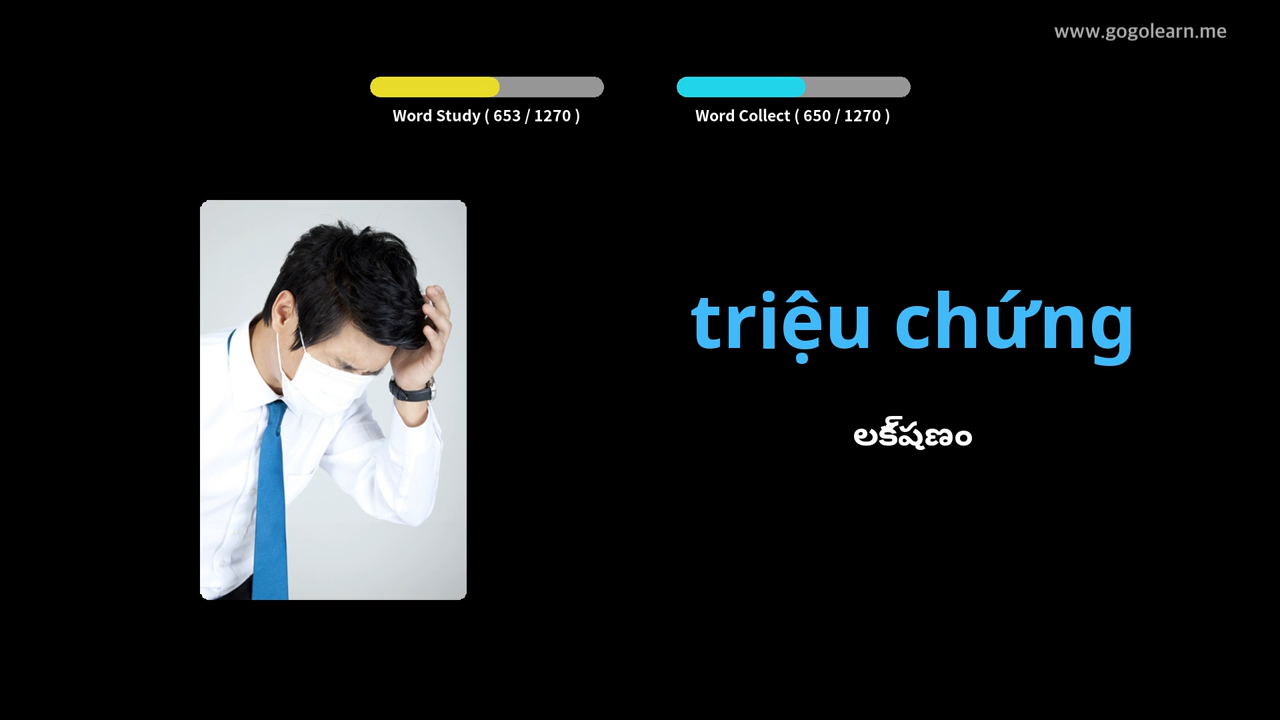 www.gogolearn.me
Word Study ( 653 / 1270 )
Word Collect ( 650 / 1270 )
triệu chứng
లక్షణం